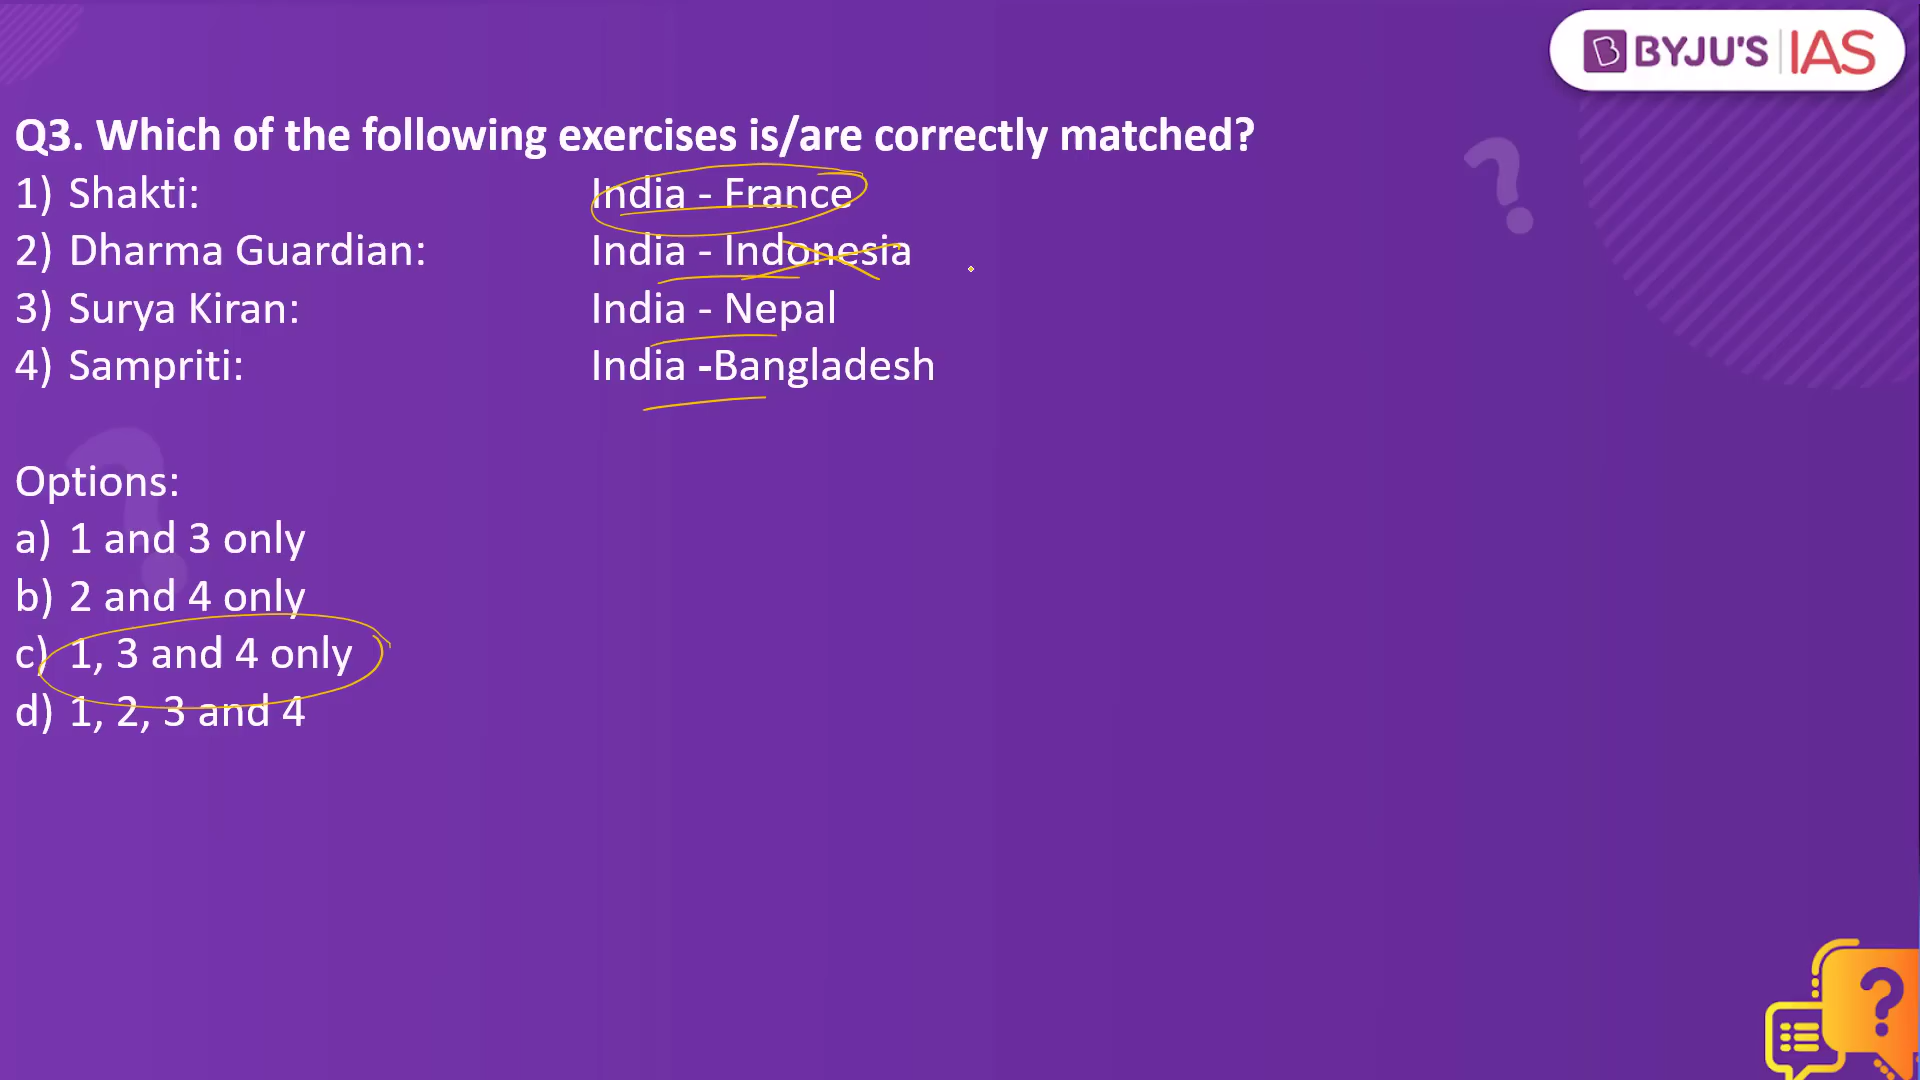 BYJU'S IAS
Q3. Which of the following exercises is/are correctly matched?
1) Shakti: India - France
2) Dharma Guardian: India - Indonesia
3) Surya Kiran: India - Nepal
4) Sampriti: India -Bangladesh
Options:
a) 1 and 3 only
b) 2 and 4 only
c) 1, 3 and 4 only
d) 1, 2, 3 and 4